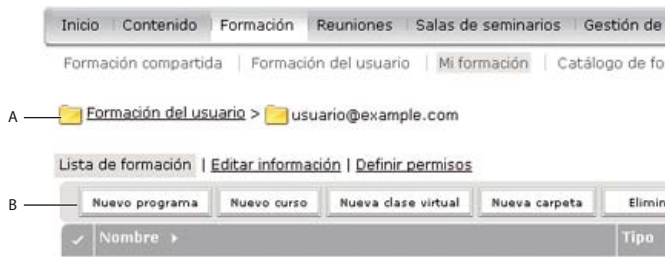 Inicio Contenido Formación Reuniones Salas de seminarios Gestión de
Formación compartida Formación del usuario Mi formación Catálogo de fo
A Formación del usuario > usuario@example.com
Lista de formación | Editar información | Definir permisos
B Nuevo programa Nuevo curso Nueva clase virtual Nueva carpeta Elimin
Nombre Tipo